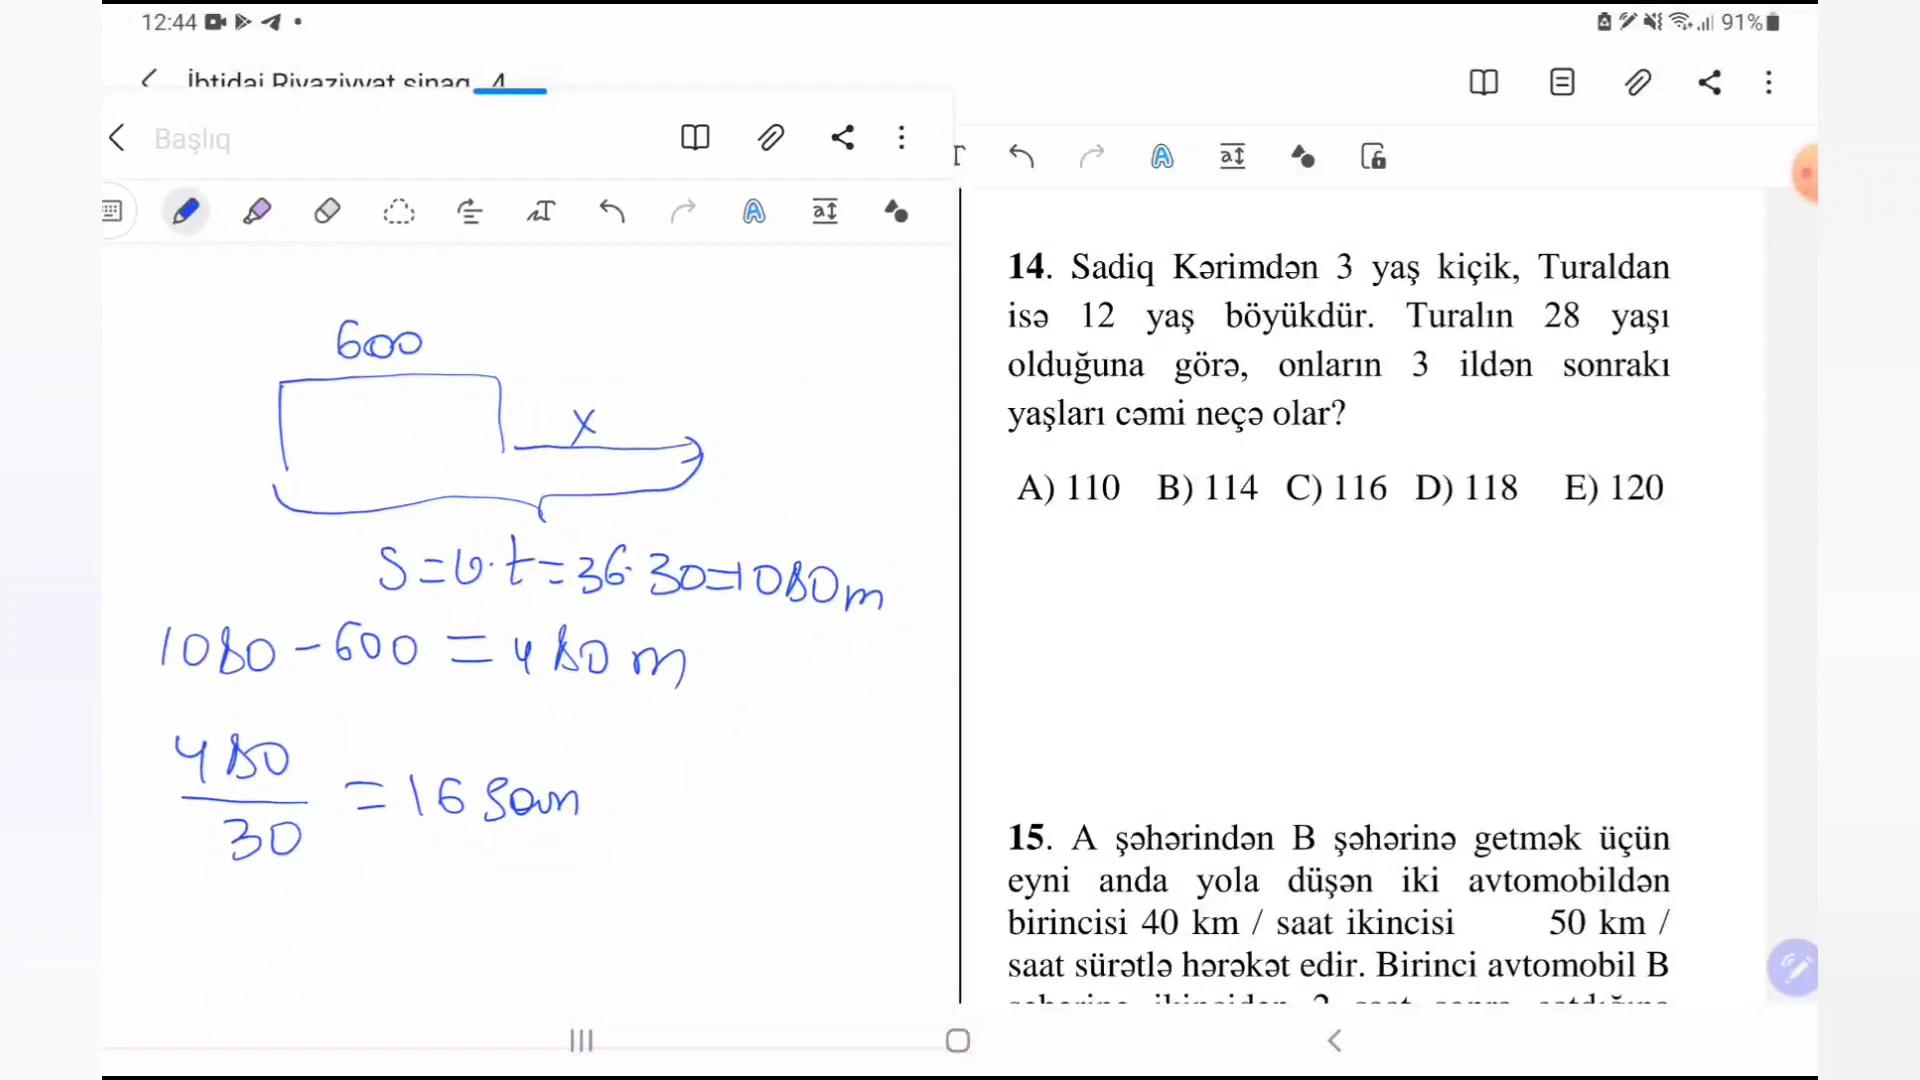 12:44
91%
İbtidai Riyaziyyat sınaq 4
Başlıq
600
x
S=v·t=36·30=1080m
1080-600=480 m
480
30
=16 san
14. Sadiq Kərimdən 3 yaş kiçik, Turaldan
isə 12 yaş böyükdür. Turalın 28 yaşı
olduğuna görə, onların 3 ildən sonrakı
yaşları cəmi neçə olar?
A) 110 B) 114 C) 116 D) 118 E) 120
15. A şəhərindən B şəhərinə getmək üçün
eyni anda yola düşən iki avtomobildən
birincisi 40 km / saat ikincisi 50 km /
saat sürətlə hərəkət edir. Birinci avtomobil B